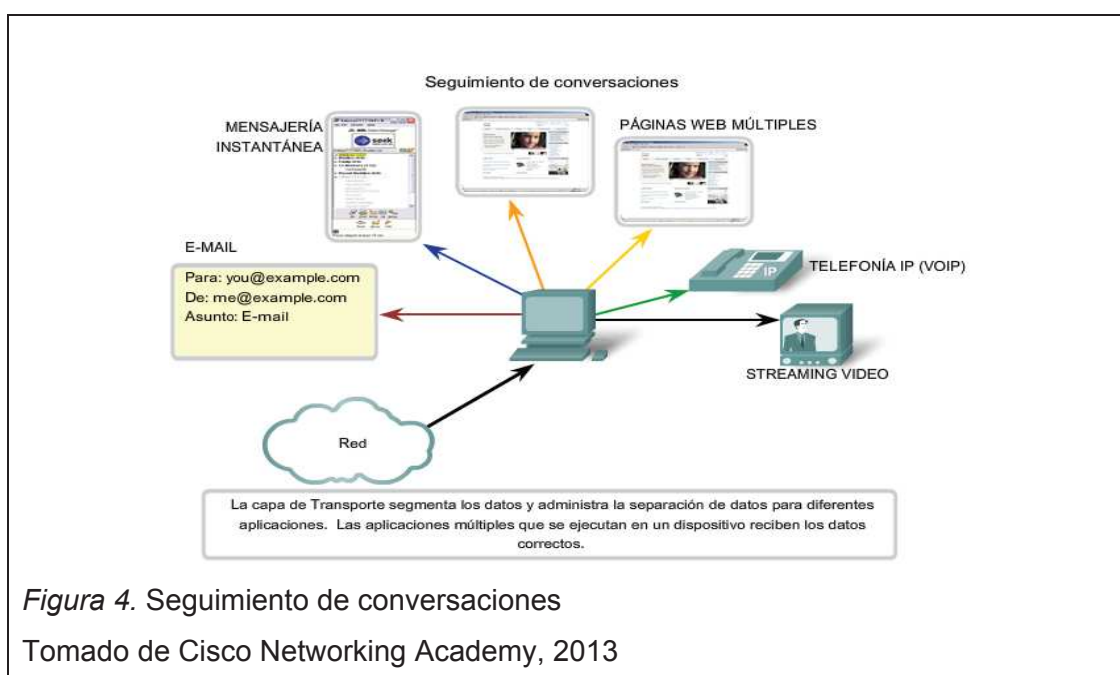 Seguimiento de conversaciones
MENSAJERÍA
INSTANTÁNEA
seek
PÁGINAS WEB MÚLTIPLES
E-MAIL
Para: you@example.com
De: me@example.com
Asunto: E-mail
IP
TELEFONÍA IP (VOIP)
STREAMING VIDEO
Red
La capa de Transporte segmenta los datos y administra la separación de datos para diferentes
aplicaciones. Las aplicaciones múltiples que se ejecutan en un dispositivo reciben los datos
correctos.
Figura 4. Seguimiento de conversaciones
Tomado de Cisco Networking Academy, 2013